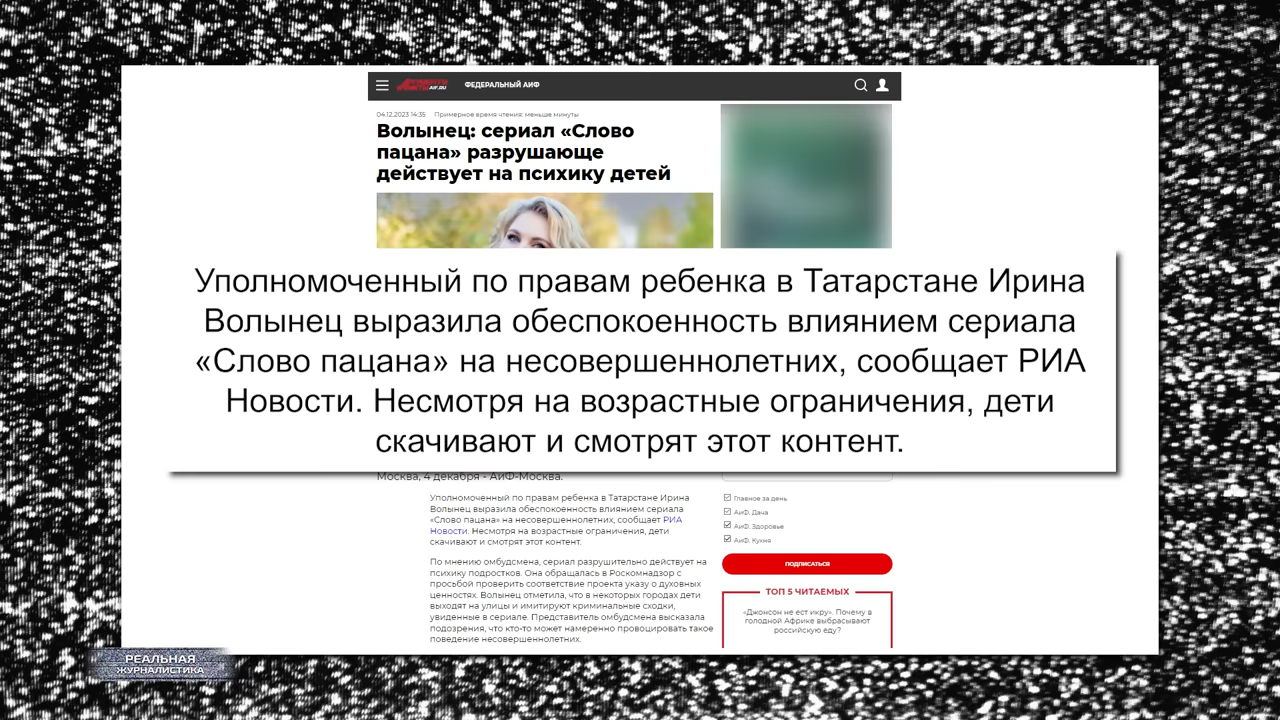 AIF.RU
ФЕДЕРАЛЬНЫЙ АИФ
04.12.2023 14:35 Примерное время чтения: меньше минуты
Волынец: сериал «Слово
пацана» разрушающе
действует на психику детей
Уполномоченный по правам ребенка в Татарстане Ирина
Волынец выразила обеспокоенность влиянием сериала
«Слово пацана» на несовершеннолетних, сообщает РИА
Новости. Несмотря на возрастные ограничения, дети
скачивают и смотрят этот контент.
Москва, 4 декабря - АиФ-Москва.
Уполномоченный по правам ребенка в Татарстане Ирина
Волынец выразила обеспокоенность влиянием сериала
«Слово пацана» на несовершеннолетних, сообщает РИА
Новости. Несмотря на возрастные ограничения, дети
скачивают и смотрят этот контент.
По мнению омбудсмена, сериал разрушительно действует на
психику подростков. Она обращалась в Роскомнадзор с
просьбой проверить соответствие проекта указу о духовных
ценностях. Волынец отметила, что в некоторых городах дети
выходят на улицы и имитируют криминальные сходки,
увиденные в сериале. Представитель омбудсмена высказала
подозрения, что кто-то может намеренно провоцировать такое
поведение несовершеннолетних.
Главное за день
АиФ. Дача
АиФ. Здоровье
АиФ. Кухня
ПОДПИСАТЬСЯ
ТОП 5 ЧИТАЕМЫХ
«Джонсон не ест икру». Почему в
голодной Африке выбрасывают
российскую еду?
РЕАЛЬНАЯ
ЖУРНАЛИСТИКА